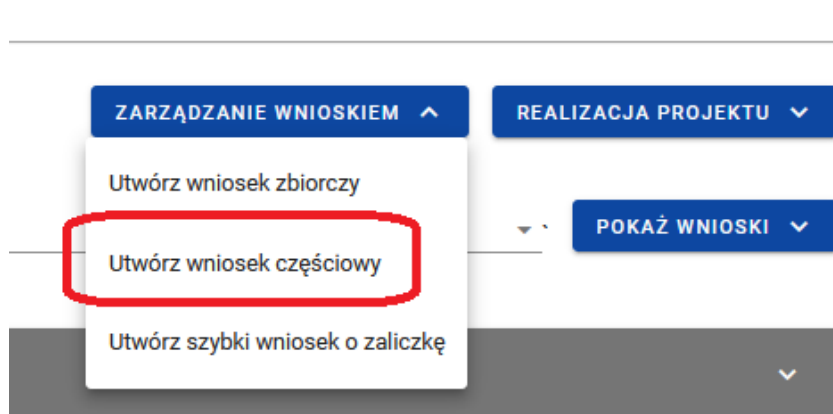 ZARZĄDZANIE WNIOSKIEM
REALIZACJA PROJEKTU
Utwórz wniosek zbiorczy
POKAŻ WNIOSKI
Utwórz wniosek częściowy
Utwórz szybki wniosek o zaliczkę